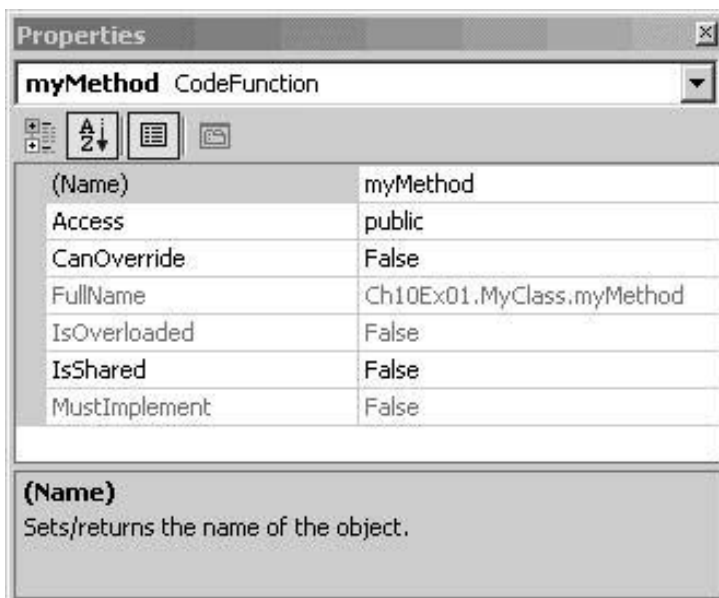 Properties
myMethod CodeFunction
(Name) myMethod
Access public
CanOverride False
FullName Ch10Ex01.MyClass.myMethod
IsOverloaded False
IsShared False
MustImplement False
(Name)
Sets/returns the name of the object.